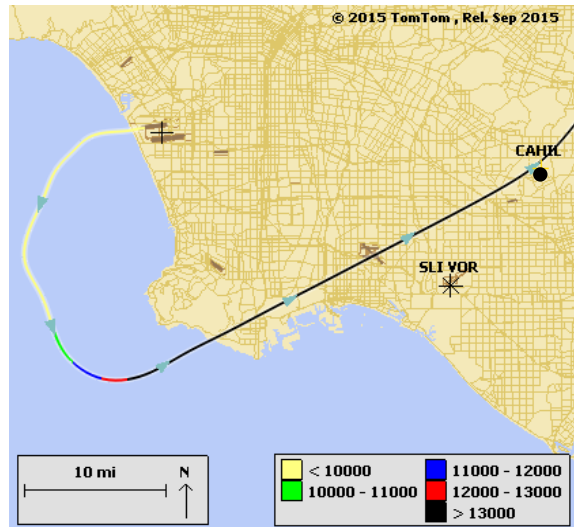 © 2015 TomTom , Rel. Sep 2015
CAHIL
SLI VOR
10 mi
N
< 10000
10000 - 11000
11000 - 12000
12000 - 13000
> 13000